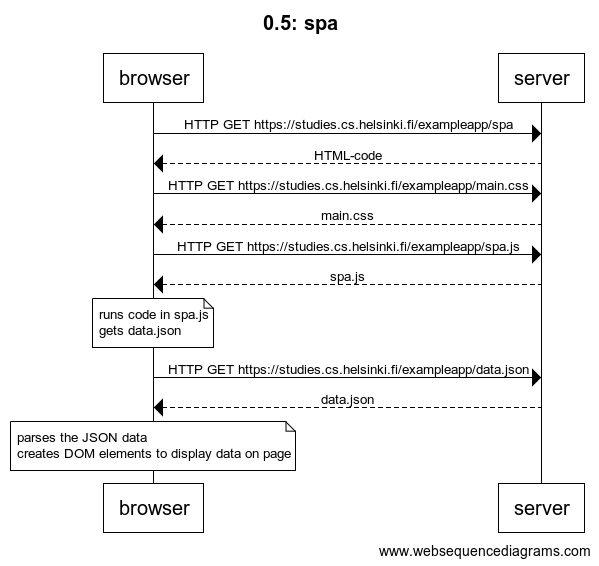 0.5: spa
browser
server
HTTP GET https://studies.cs.helsinki.fi/exampleapp/spa
HTML-code
HTTP GET https://studies.cs.helsinki.fi/exampleapp/main.css
main.css
HTTP GET https://studies.cs.helsinki.fi/exampleapp/spa.js
spa.js
runs code in spa.js
gets data.json
HTTP GET https://studies.cs.helsinki.fi/exampleapp/data.json
data.json
parses the JSON data
creates DOM elements to display data on page
browser
server
www.websequencediagrams.com